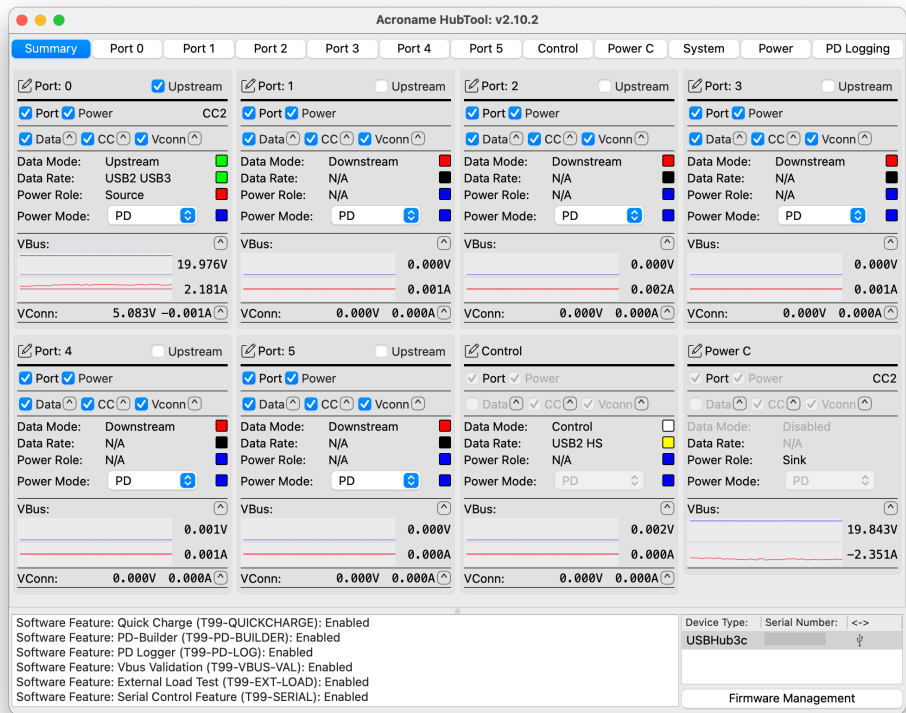 Acroname HubTool: v2.10.2
Summary Port 0 Port 1 Port 2 Port 3 Port 4 Port 5 Control Power C System Power PD Logging
Port: 0 Upstream
Port Power CC2
Data CC Vconn
Data Mode: Upstream
Data Rate: USB2 USB3
Power Role: Source
Power Mode: PD
VBus:
19.976V
2.181A
VConn: 5.083V -0.001A
Port: 1 Upstream
Port Power
Data CC Vconn
Data Mode: Downstream
Data Rate: N/A
Power Role: N/A
Power Mode: PD
VBus:
0.000V
0.001A
VConn: 0.000V 0.000A
Port: 2 Upstream
Port Power
Data CC Vconn
Data Mode: Downstream
Data Rate: N/A
Power Role: N/A
Power Mode: PD
VBus:
0.000V
0.002A
VConn: 0.000V 0.000A
Port: 3 Upstream
Port Power
Data CC Vconn
Data Mode: Downstream
Data Rate: N/A
Power Role: N/A
Power Mode: PD
VBus:
0.000V
0.001A
VConn: 0.000V 0.000A
Port: 4 Upstream
Port Power
Data CC Vconn
Data Mode: Downstream
Data Rate: N/A
Power Role: N/A
Power Mode: PD
VBus:
0.001V
0.001A
VConn: 0.000V 0.000A
Port: 5 Upstream
Port Power
Data CC Vconn
Data Mode: Downstream
Data Rate: N/A
Power Role: N/A
Power Mode: PD
VBus:
0.000V
0.000A
VConn: 0.000V 0.000A
Control
Port Power
Data CC Vconn
Data Mode: Control
Data Rate: USB2 HS
Power Role: N/A
Power Mode: PD
VBus:
0.002V
0.000A
VConn: 0.000V 0.000A
Power C
Port Power CC2
Data CC Vconn
Data Mode: Disabled
Data Rate: N/A
Power Role: Sink
Power Mode: PD
VBus:
19.843V
-2.351A
Software Feature: Quick Charge (T99-QUICKCHARGE): Enabled
Software Feature: PD-Builder (T99-PD-BUILDER): Enabled
Software Feature: PD Logger (T99-PD-LOG): Enabled
Software Feature: Vbus Validation (T99-VBUS-VAL): Enabled
Software Feature: External Load Test (T99-EXT-LOAD): Enabled
Software Feature: Serial Control Feature (T99-SERIAL): Enabled
Device Type: Serial Number: <->
USBHub3c
Firmware Management